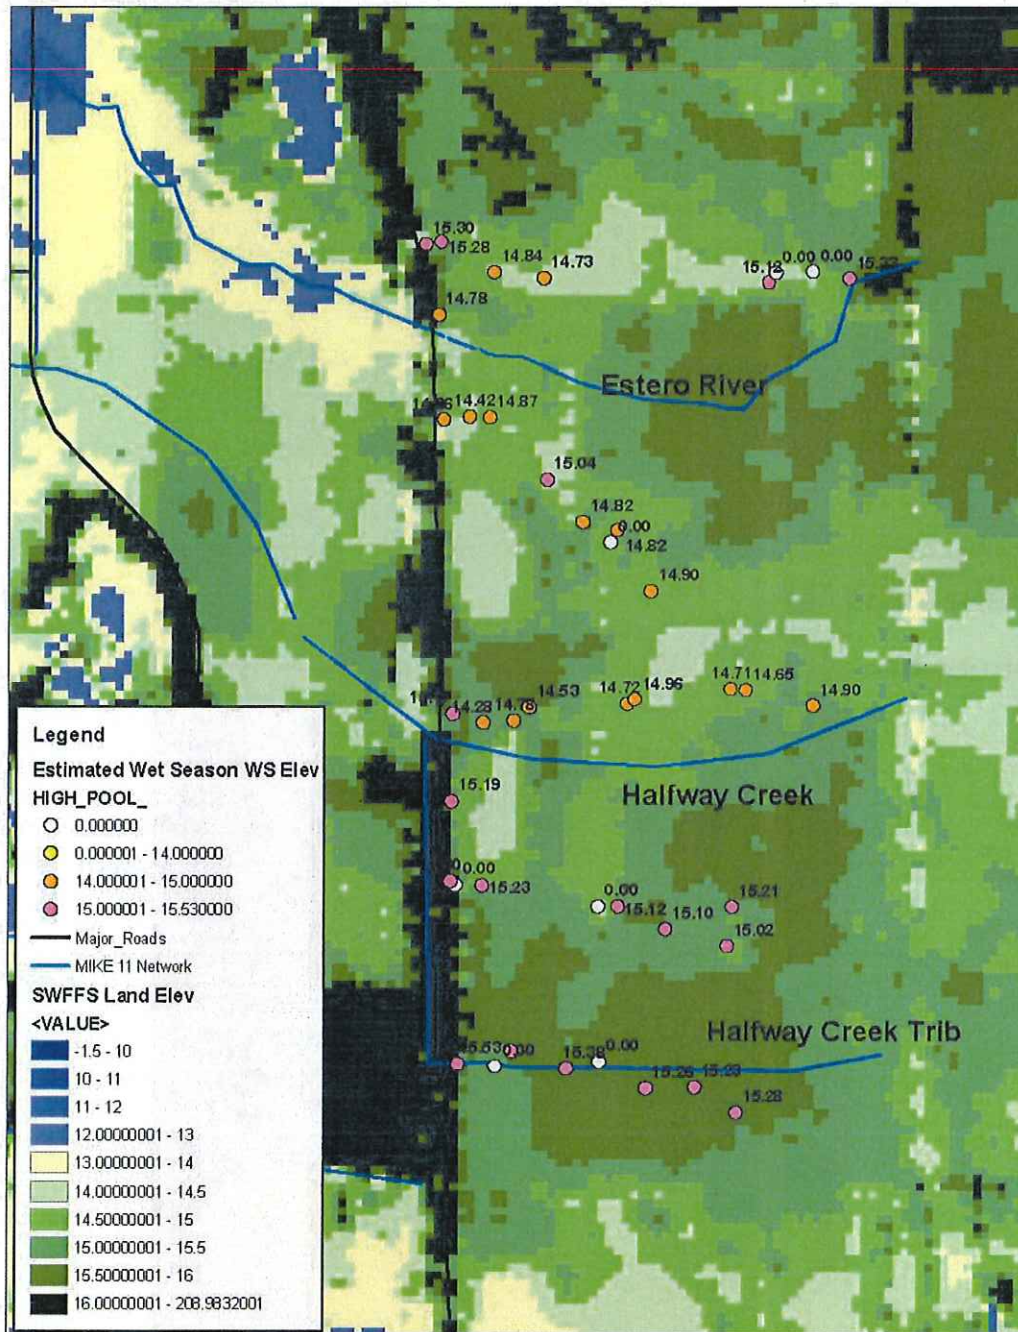 15.30
15.28
14.84
14.73
0.00
0.00
15.12
14.78
Estero River
14.42
14.87
15.04
14.82
0.00
14.82
14.90
14.71
14.65
14.72
14.96
14.53
14.90
14.28
14.78
Legend
Estimated Wet Season WS Elev
HIGH_POOL_
0.000000
0.000001 - 14.000000
14.000001 - 15.000000
15.000001 - 15.530000
Major_Roads
MIKE 11 Network
SWFFS Land Elev
<VALUE>
-1.5 - 10
10 - 11
11 - 12
12.00000001 - 13
13.00000001 - 14
14.00000001 - 14.5
14.50000001 - 15
15.00000001 - 15.5
15.50000001 - 16
16.00000001 - 208.9832001
15.19
Halfway Creek
0.00
15.23
0.00
15.12
15.10
15.21
15.02
Halfway Creek Trib
0.00
15.38
0.00
15.28